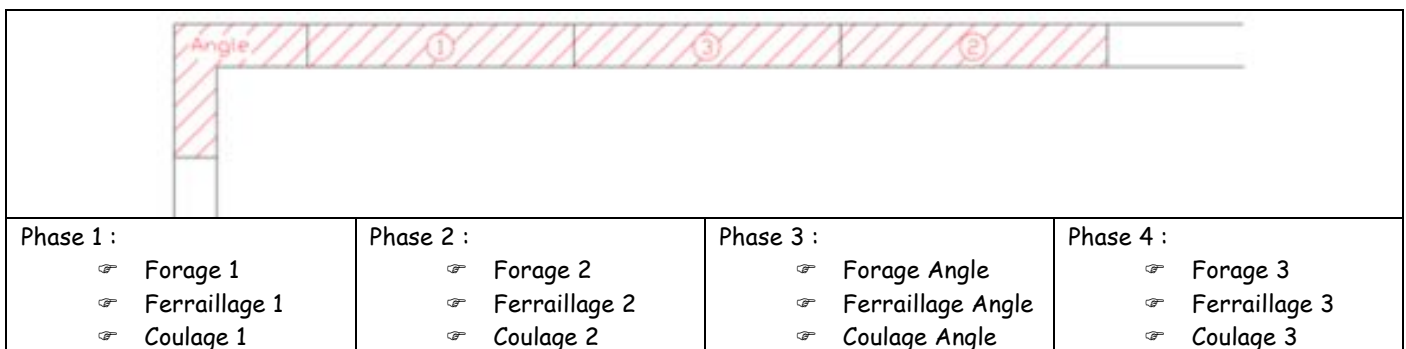 Angle 1 3 2
Phase 1 :
☞ Forage 1
☞ Ferraillage 1
☞ Coulage 1
Phase 2 :
☞ Forage 2
☞ Ferraillage 2
☞ Coulage 2
Phase 3 :
☞ Forage Angle
☞ Ferraillage Angle
☞ Coulage Angle
Phase 4 :
☞ Forage 3
☞ Ferraillage 3
☞ Coulage 3